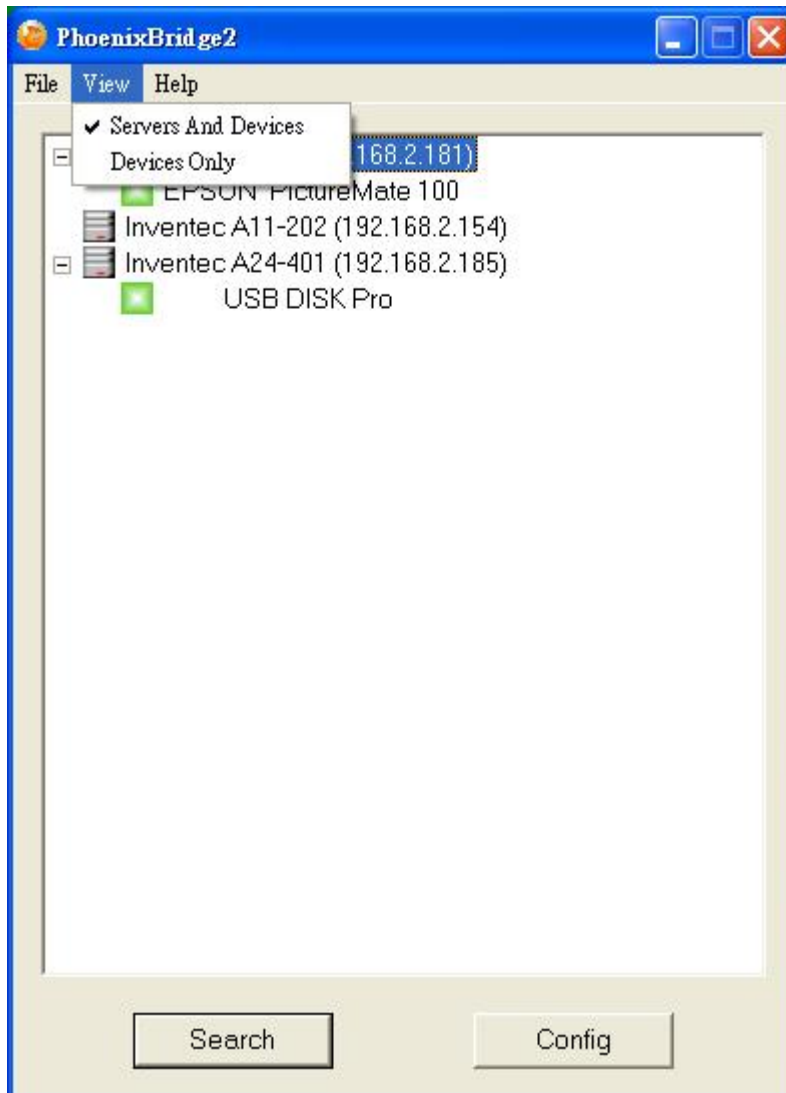 PhoenixBridge2
File View Help
Servers And Devices
Devices Only
168.2.181)
EPSON PictureMate 100
Inventec A11-202 (192.168.2.154)
Inventec A24-401 (192.168.2.185)
USB DISK Pro
Search Config